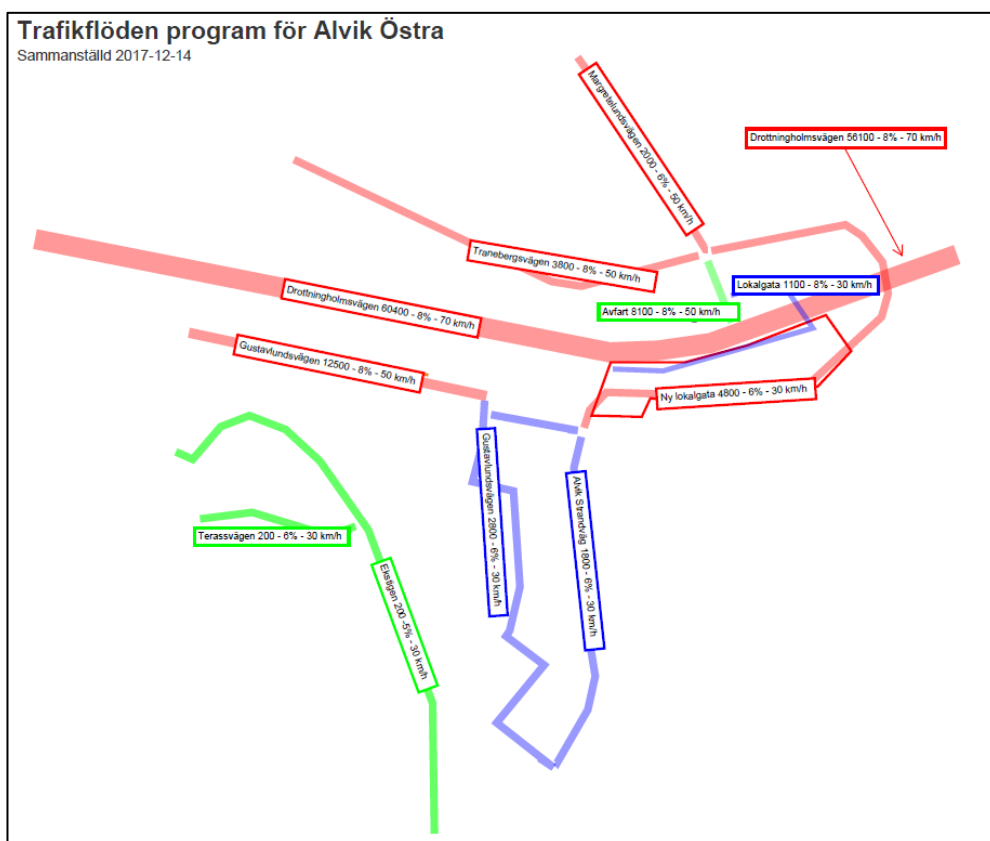 Trafikflöden program för Alvik Östra
Sammanställd 2017-12-14
Margretelundsvägen 2000 - 6% - 50 km/h
Drottningholmsvägen 56100 - 8% - 70 km/h
Tranebergsvägen 3800 - 8% - 50 km/h
Lokalgata 1100 - 8% - 30 km/h
Drottningholmsvägen 60400 - 8% - 70 km/h
Avfart 8100 - 8% - 50 km/h
Gustavlundsvägen 12500 - 8% - 50 km/h
Ny lokalgata 4800 - 6% - 30 km/h
Gustavlundsvägen 2800 - 6% - 30 km/h
Alvik Strandväg 1800 - 6% - 30 km/h
Terassvägen 200 - 6% - 30 km/h
Ekstigen 200 -5% - 30 km/h